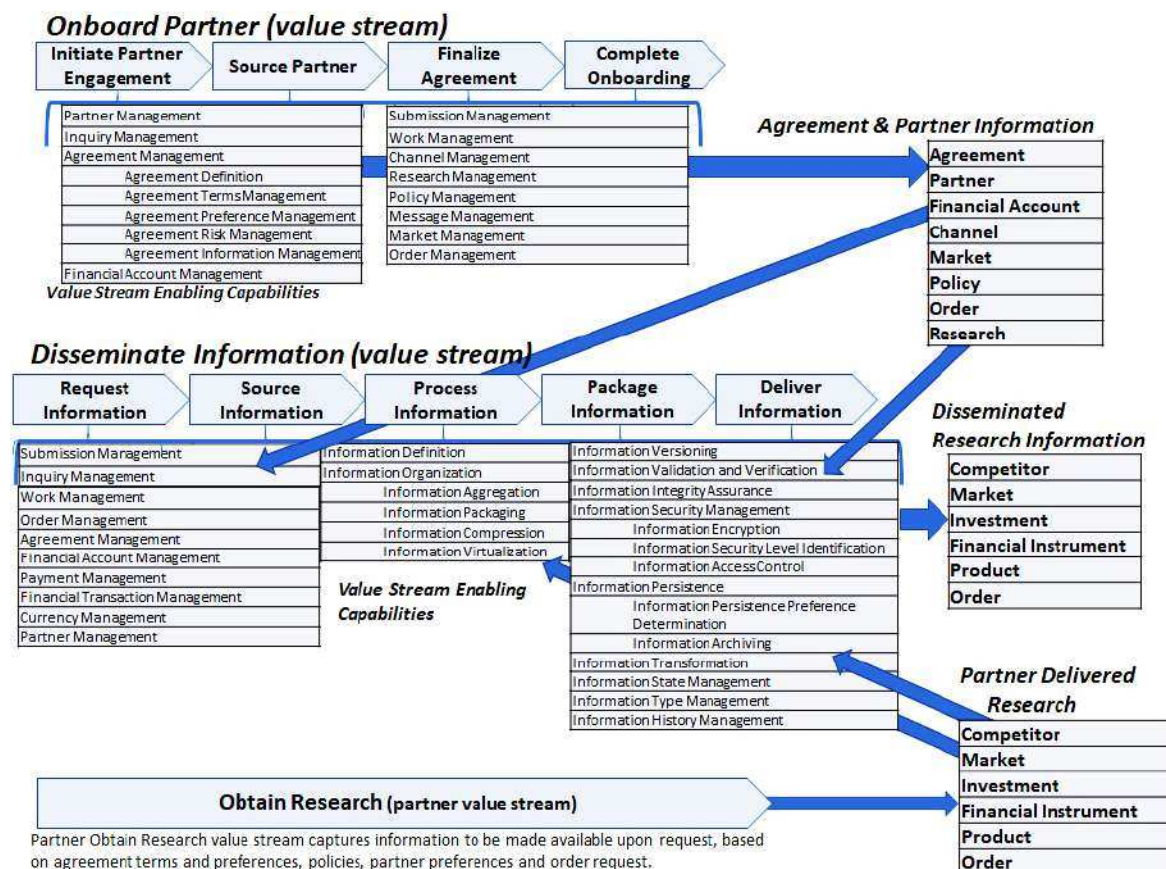 Onboard Partner (value stream)
Initiate Partner
Engagement
Source Partner
Finalize
Agreement
Complete
Onboarding
Partner Management
Inquiry Management
Agreement Management
Agreement Definition
Agreement Terms Management
Agreement Preference Management
Agreement Risk Management
Agreement Information Management
Financial Account Management
Value Stream Enabling Capabilities
Submission Management
Work Management
Channel Management
Research Management
Policy Management
Message Management
Market Management
Order Management
Agreement & Partner Information
Agreement
Partner
Financial Account
Channel
Market
Policy
Order
Research
Disseminate Information (value stream)
Request
Information
Source
Information
Process
Information
Package
Information
Deliver
Information
Submission Management
Inquiry Management
Work Management
Order Management
Agreement Management
Financial Account Management
Payment Management
Financial Transaction Management
Currency Management
Partner Management
Information Definition
Information Organization
Information Aggregation
Information Packaging
Information Compression
Information Virtualization
Value Stream Enabling
Capabilities
Information Versioning
Information Validation and Verification
Information Integrity Assurance
Information Security Management
Information Encryption
Information Security Level Identification
Information Access Control
Information Persistence
Information Persistence Preference
Determination
Information Archiving
Information Transformation
Information State Management
Information Type Management
Information History Management
Disseminated
Research Information
Competitor
Market
Investment
Financial Instrument
Product
Order
Partner Delivered
Research
Competitor
Market
Investment
Financial Instrument
Product
Order
Obtain Research (partner value stream)
Partner Obtain Research value stream captures information to be made available upon request, based
on agreement terms and preferences, policies, partner preferences and order request.